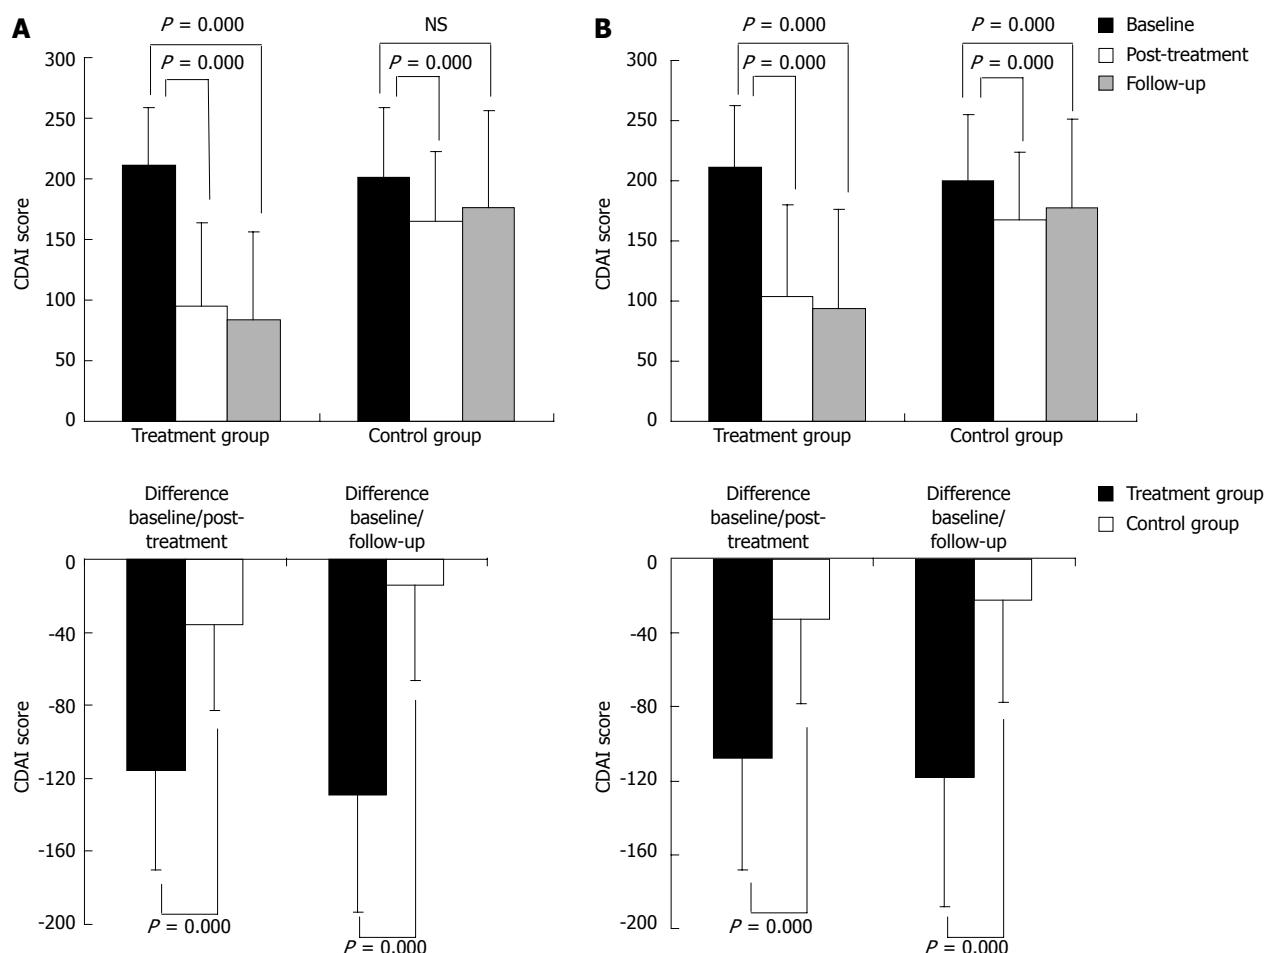 A
P = 0.000
NS
P = 0.000
P = 0.000
300
250
200
150
100
50
0
CDAI score
Treatment group
Control group
B
P = 0.000
P = 0.000
P = 0.000
P = 0.000
300
250
200
150
100
50
0
CDAI score
Treatment group
Control group
Baseline
Post-treatment
Follow-up
Difference
baseline/post-
treatment
Difference
baseline/
follow-up
0
-40
-80
-120
-160
-200
CDAI score
P = 0.000
P = 0.000
Difference
baseline/post-
treatment
Difference
baseline/
follow-up
0
-40
-80
-120
-160
-200
CDAI score
P = 0.000
P = 0.000
Treatment group
Control group